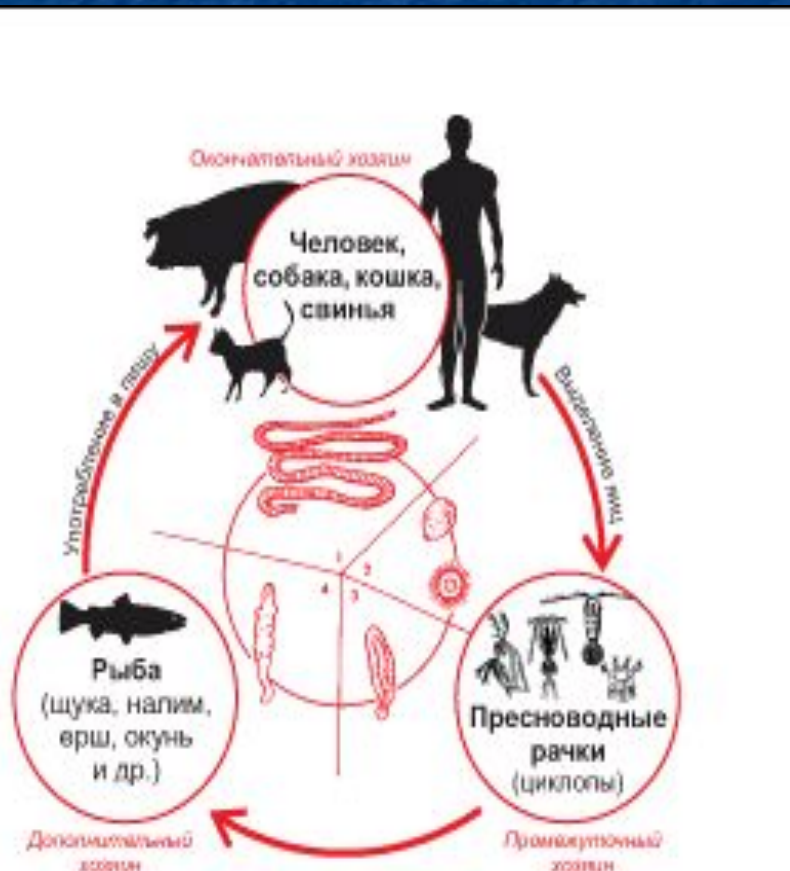 Окончательный хозяин
Человек,
собака, кошка,
свинья
Употребление в пищу
Выделение яиц
1
2
4
3
Рыба
(щука, налим,
ерш, окунь
и др.)
Пресноводные
рачки
(циклопы)
Дополнительный
хозяин
Промежуточный
хозяин